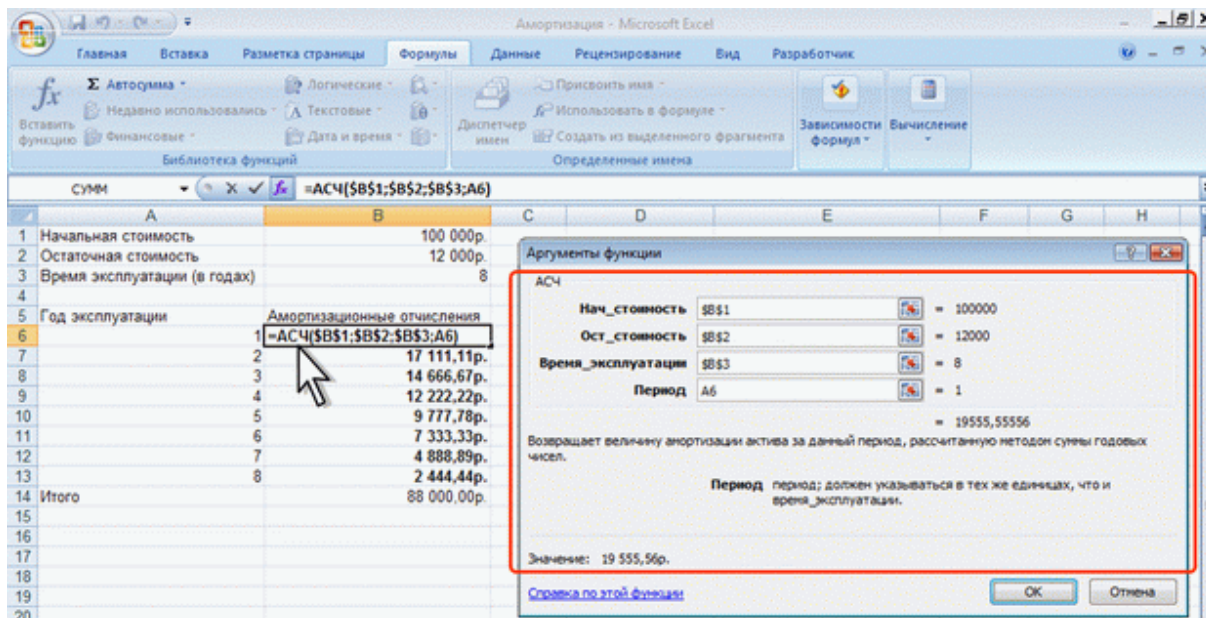 Амортизация - Microsoft Excel
Главная Вставка Разметка страницы Формулы Данные Рецензирование Вид Разработчик
Σ Автосумма Логические Присвоить имя
Недавно использовались Текстовые Использовать в формуле
Вставить функцию Финансовые Дата и время Диспетчер имен Создать из выделенного фрагмента Зависимости формул Вычисление
Библиотека функций Определенные имена
СУММ fx =АСЧ($B$1;$B$2;$B$3;A6)
A B C D E F G H
1 Начальная стоимость 100 000р.
2 Остаточная стоимость 12 000р.
3 Время эксплуатации (в годах) 8
4
5 Год эксплуатации Амортизационные отчисления
6 1 =АСЧ($B$1;$B$2;$B$3;A6)
7 2 17 111,11р.
8 3 14 666,67р.
9 4 12 222,22р.
10 5 9 777,78р.
11 6 7 333,33р.
12 7 4 888,89р.
13 8 2 444,44р.
14 Итого 88 000,00р.
15
16
17
18
19
20
Аргументы функции
АСЧ
Нач_стоимость $B$1 = 100000
Ост_стоимость $B$2 = 12000
Время_эксплуатации $B$3 = 8
Период A6 = 1
= 19555,55556
Возвращает величину амортизации актива за данный период, рассчитанную методом суммы годовых
чисел.
Период период; должен указываться в тех же единицах, что и
время_эксплуатации.
Значение: 19 555,56р.
Справка по этой функции OK Отмена